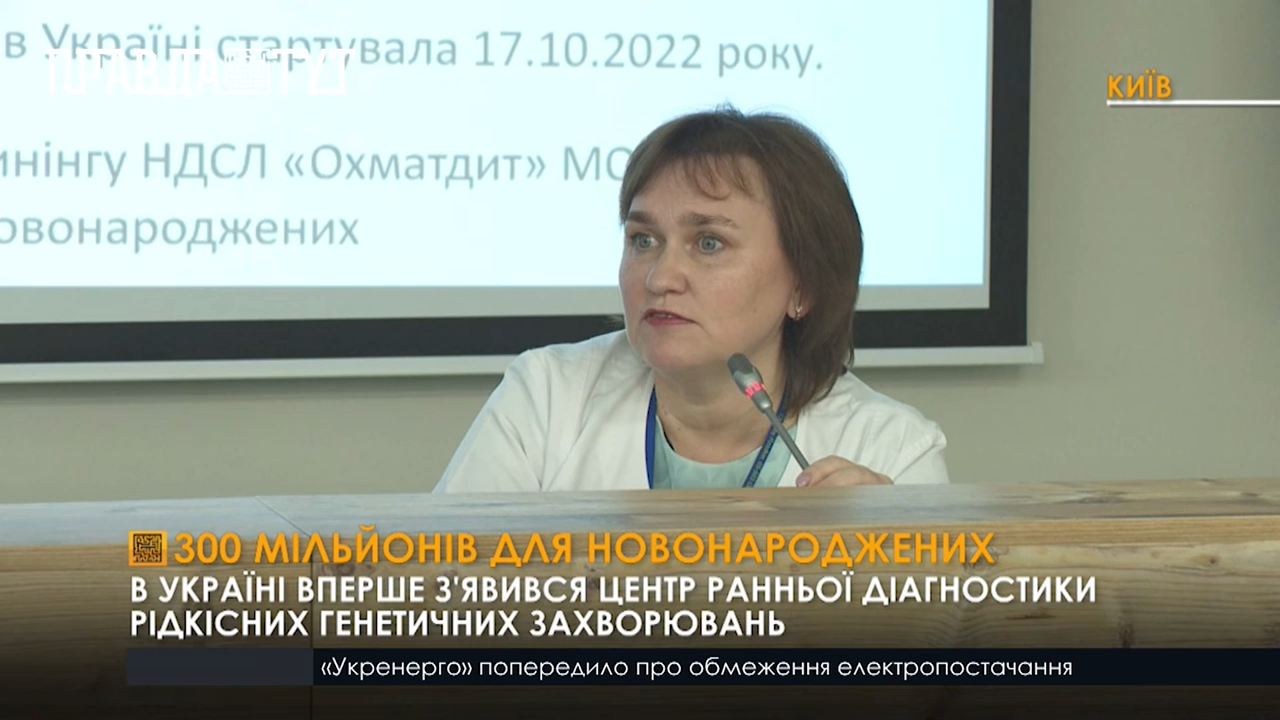 в Україні стартувала 17.10.2022 року.
ПРАВДА ТУТ
КИЇВ
инінгу НДСЛ «Охматдит» МО
овонароджених
300 МІЛЬЙОНІВ ДЛЯ НОВОНАРОДЖЕНИХ
В УКРАЇНІ ВПЕРШЕ З'ЯВИВСЯ ЦЕНТР РАННЬОЇ ДІАГНОСТИКИ
РІДКІСНИХ ГЕНЕТИЧНИХ ЗАХВОРЮВАНЬ
«Укренерго» попередило про обмеження електропостачання